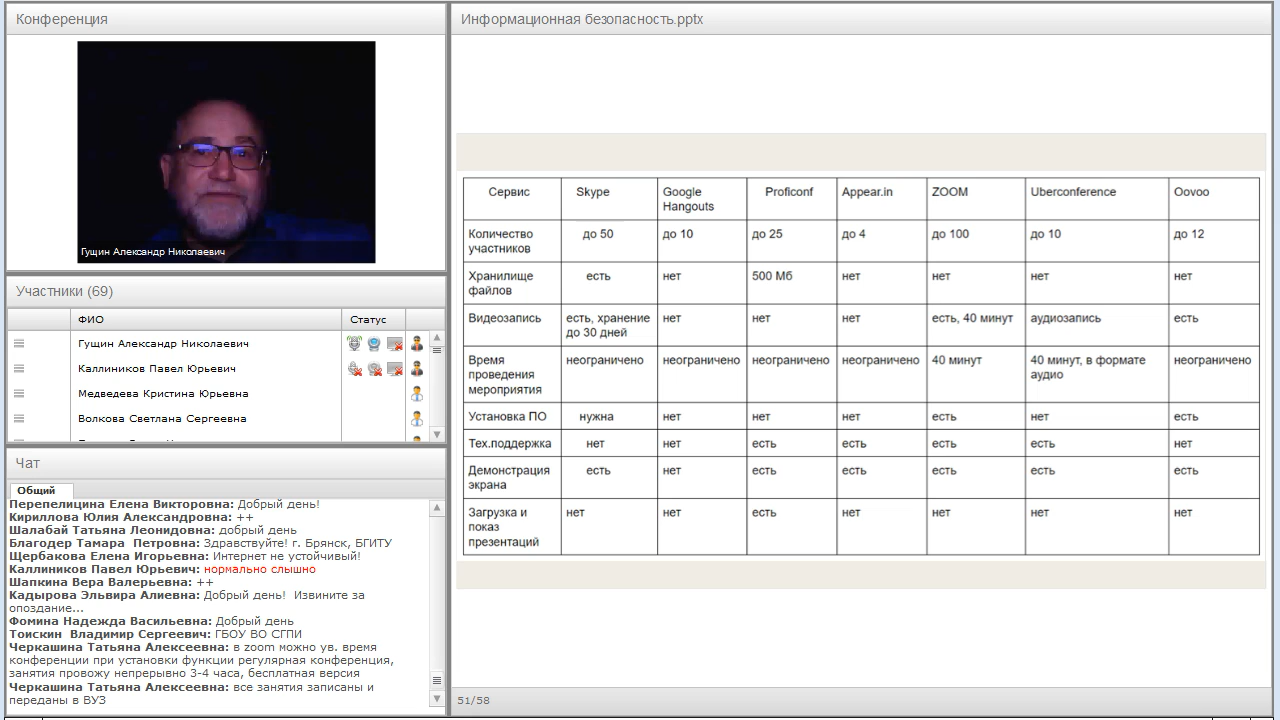 Конференция
Гущин Александр Николаевич
Участники (69)
ФИО Статус
Гущин Александр Николаевич
Каллиников Павел Юрьевич
Медведева Кристина Юрьевна
Волкова Светлана Сергеевна
Чат
Общий
Перепелицина Елена Викторовна: Добрый день!
Кириллова Юлия Александровна: ++
Шалабай Татьяна Леонидовна: добрый день
Благодер Тамара Петровна: Здравствуйте! г. Брянск, БГИТУ
Щербакова Елена Игорьевна: Интернет не устойчивый!
Каллиников Павел Юрьевич: нормально слышно
Шапкина Вера Валерьевна: ++
Кадырова Эльвира Алиевна: Добрый день! Извините за
опоздание...
Фомина Надежда Васильевна: Добрый день
Тоискин Владимир Сергеевич: ГБОУ ВО СГПИ
Черкашина Татьяна Алексеевна: в zoom можно ув. время
конференции при установки функции регулярная конференция,
занятия провожу непрерывно 3-4 часа, бесплатная версия
Черкашина Татьяна Алексеевна: все занятия записаны и
переданы в ВУЗ
Информационная безопасность.pptx
Сервис Skype Google Proficonf Appear.in ZOOM Uberconference Oovoo
Hangouts
Количество до 50 до 10 до 25 до 4 до 100 до 10 до 12
участников
Хранилище есть нет 500 Мб нет нет нет нет
файлов
Видеозапись есть, хранение нет нет нет есть, 40 минут аудиозапись есть
до 30 дней
Время неограничено неограничено неограничено неограничено 40 минут 40 минут, в формате неограничено
проведения аудио
мероприятия
Установка ПО нужна нет нет нет есть нет есть
Тех.поддержка нет нет есть есть есть есть нет
Демонстрация есть нет есть есть есть есть есть
экрана
Загрузка и нет нет есть нет нет нет нет
показ
презентаций
51/58